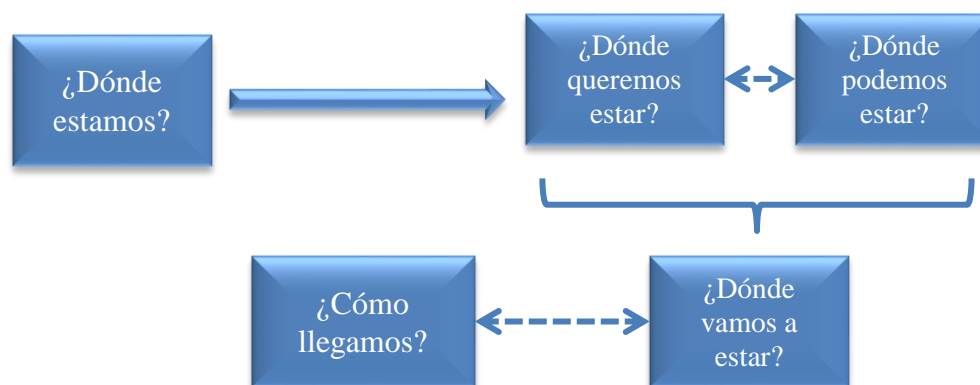 ¿Dónde
estamos?
¿Dónde
queremos
estar?
¿Dónde
podemos
estar?
¿Cómo
llegamos?
¿Dónde
vamos a
estar?